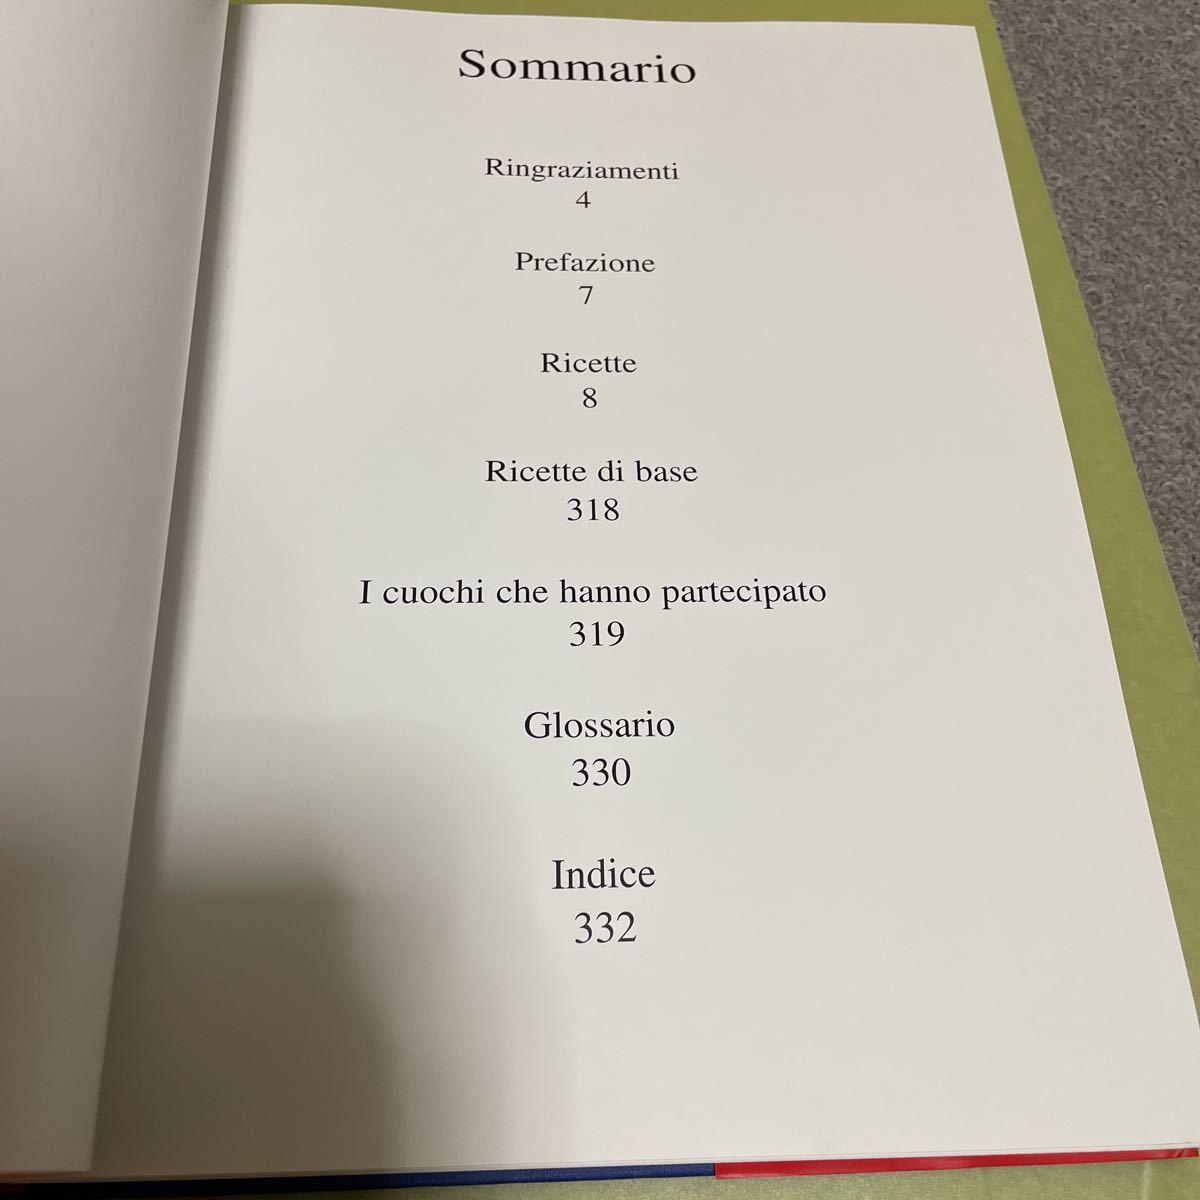 Sommario
Ringraziamenti
4
Prefazione
7
Ricette
8
Ricette di base
318
I cuochi che hanno partecipato
319
Glossario
330
Indice
332